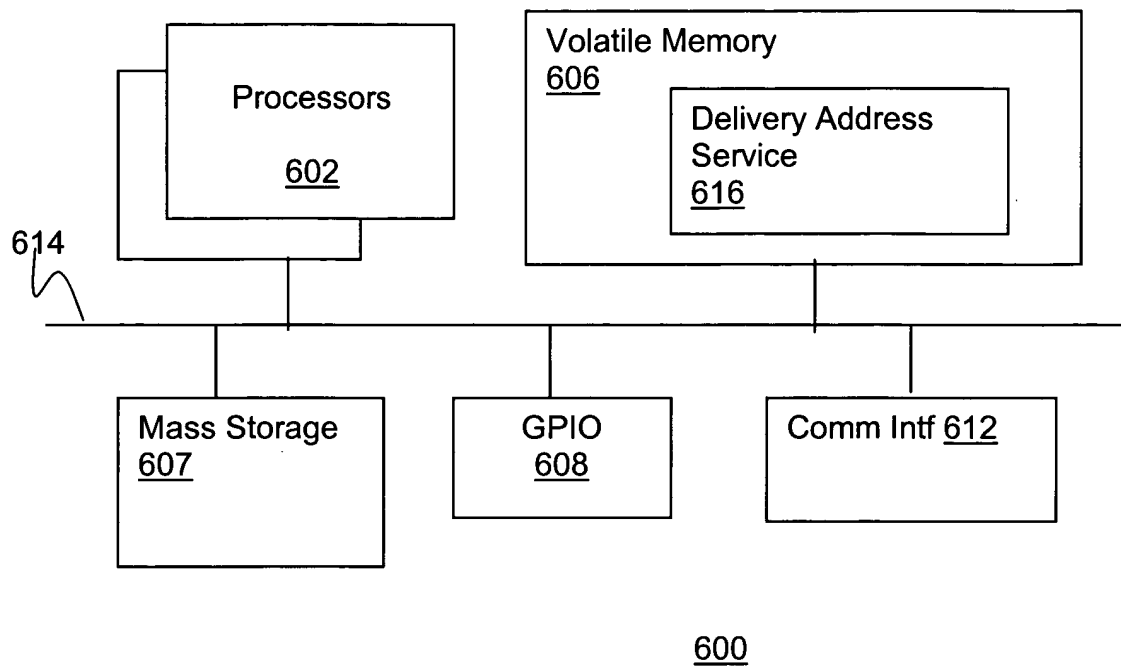 Processors
602
Volatile Memory
606
Delivery Address
Service
616
614
Mass Storage
607
GPIO
608
Comm Intf 612
600